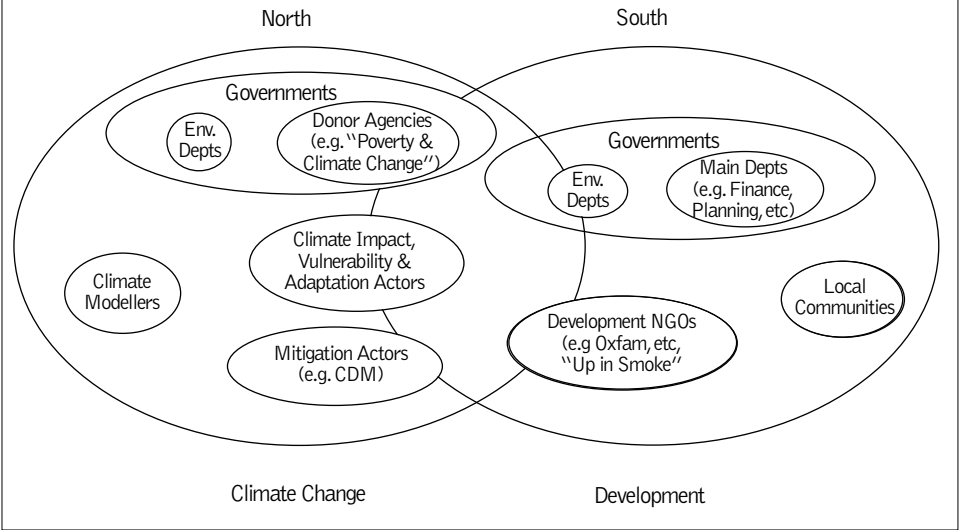 North
South
Governments
Env.
Depts
Donor Agencies
(e.g. “Poverty &
Climate Change”)
Governments
Env.
Depts
Main Depts
(e.g. Finance,
Planning, etc)
Climate Impact,
Vulnerability &
Adaptation Actors
Climate
Modellers
Local
Communities
Development NGOs
(e.g Oxfam, etc,
“Up in Smoke”
Mitigation Actors
(e.g. CDM)
Climate Change
Development